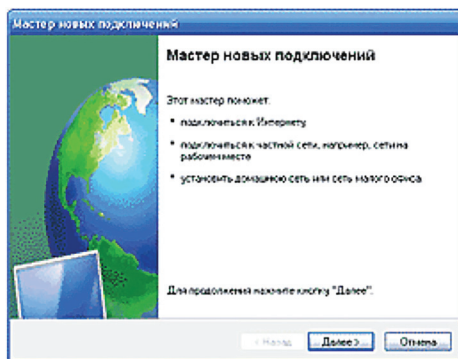 Мастер новых подключений
Мастер новых подключений
Этот мастер поможет:
• подключиться к Интернету
• подключиться к частной сети, например, сети на
рабочем месте
• установить домашнюю сеть или сеть малого офиса
Для продолжения нажмите кнопку "Далее".
< Назад
Далее >
Отмена